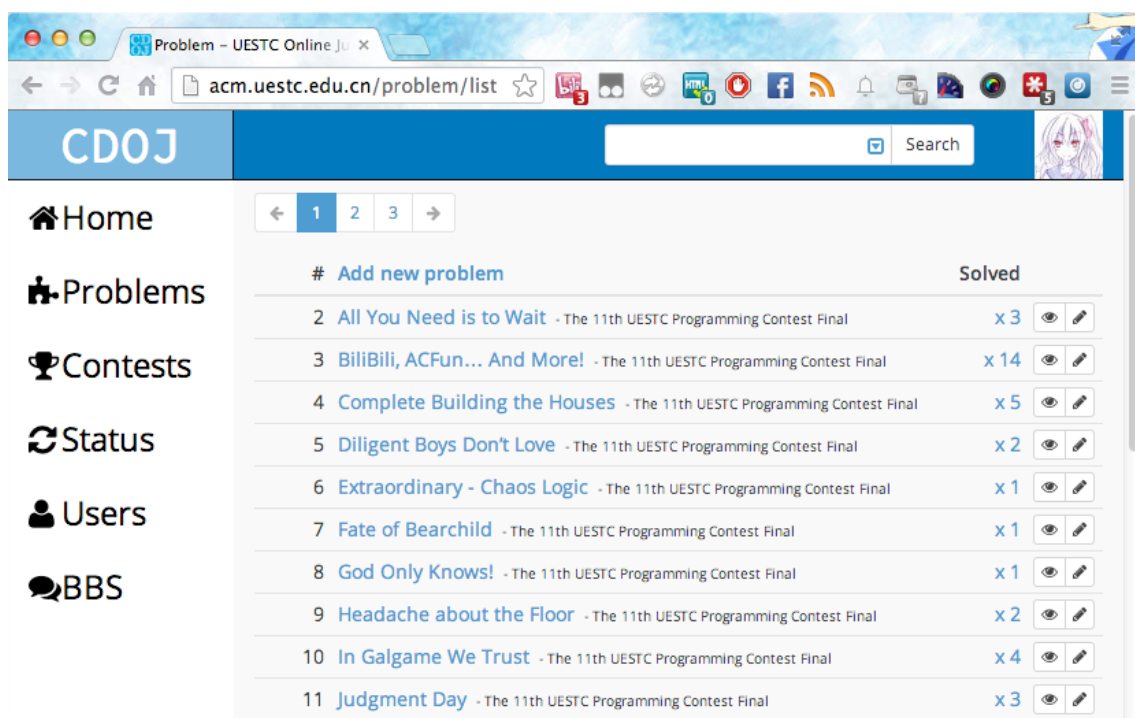 Problem – UESTC Online Ju
acm.uestc.edu.cn/problem/list
3
0
7
5
CDOJ
Search
Home
Problems
Contests
Status
Users
BBS
1 2 3
# Add new problem Solved
2 All You Need is to Wait - The 11th UESTC Programming Contest Final x 3
3 BiliBili, ACFun... And More! - The 11th UESTC Programming Contest Final x 14
4 Complete Building the Houses - The 11th UESTC Programming Contest Final x 5
5 Diligent Boys Don't Love - The 11th UESTC Programming Contest Final x 2
6 Extraordinary - Chaos Logic - The 11th UESTC Programming Contest Final x 1
7 Fate of Bearchild - The 11th UESTC Programming Contest Final x 1
8 God Only Knows! - The 11th UESTC Programming Contest Final x 1
9 Headache about the Floor - The 11th UESTC Programming Contest Final x 2
10 In Galgame We Trust - The 11th UESTC Programming Contest Final x 4
11 Judgment Day - The 11th UESTC Programming Contest Final x 3